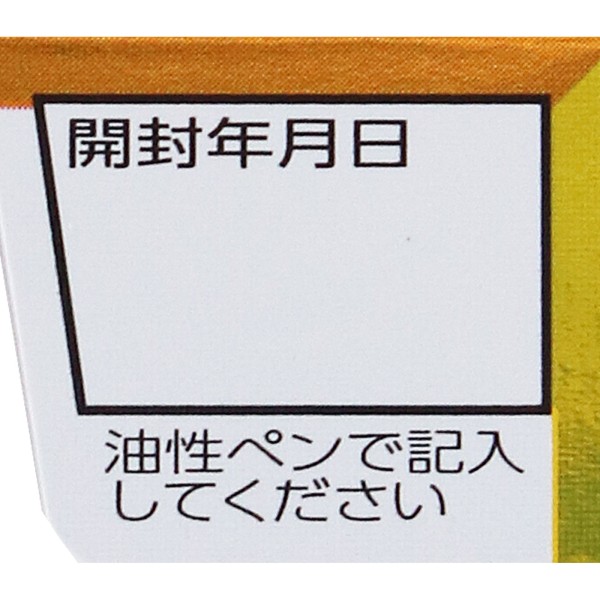 開封年月日
油性ペンで記入
してください